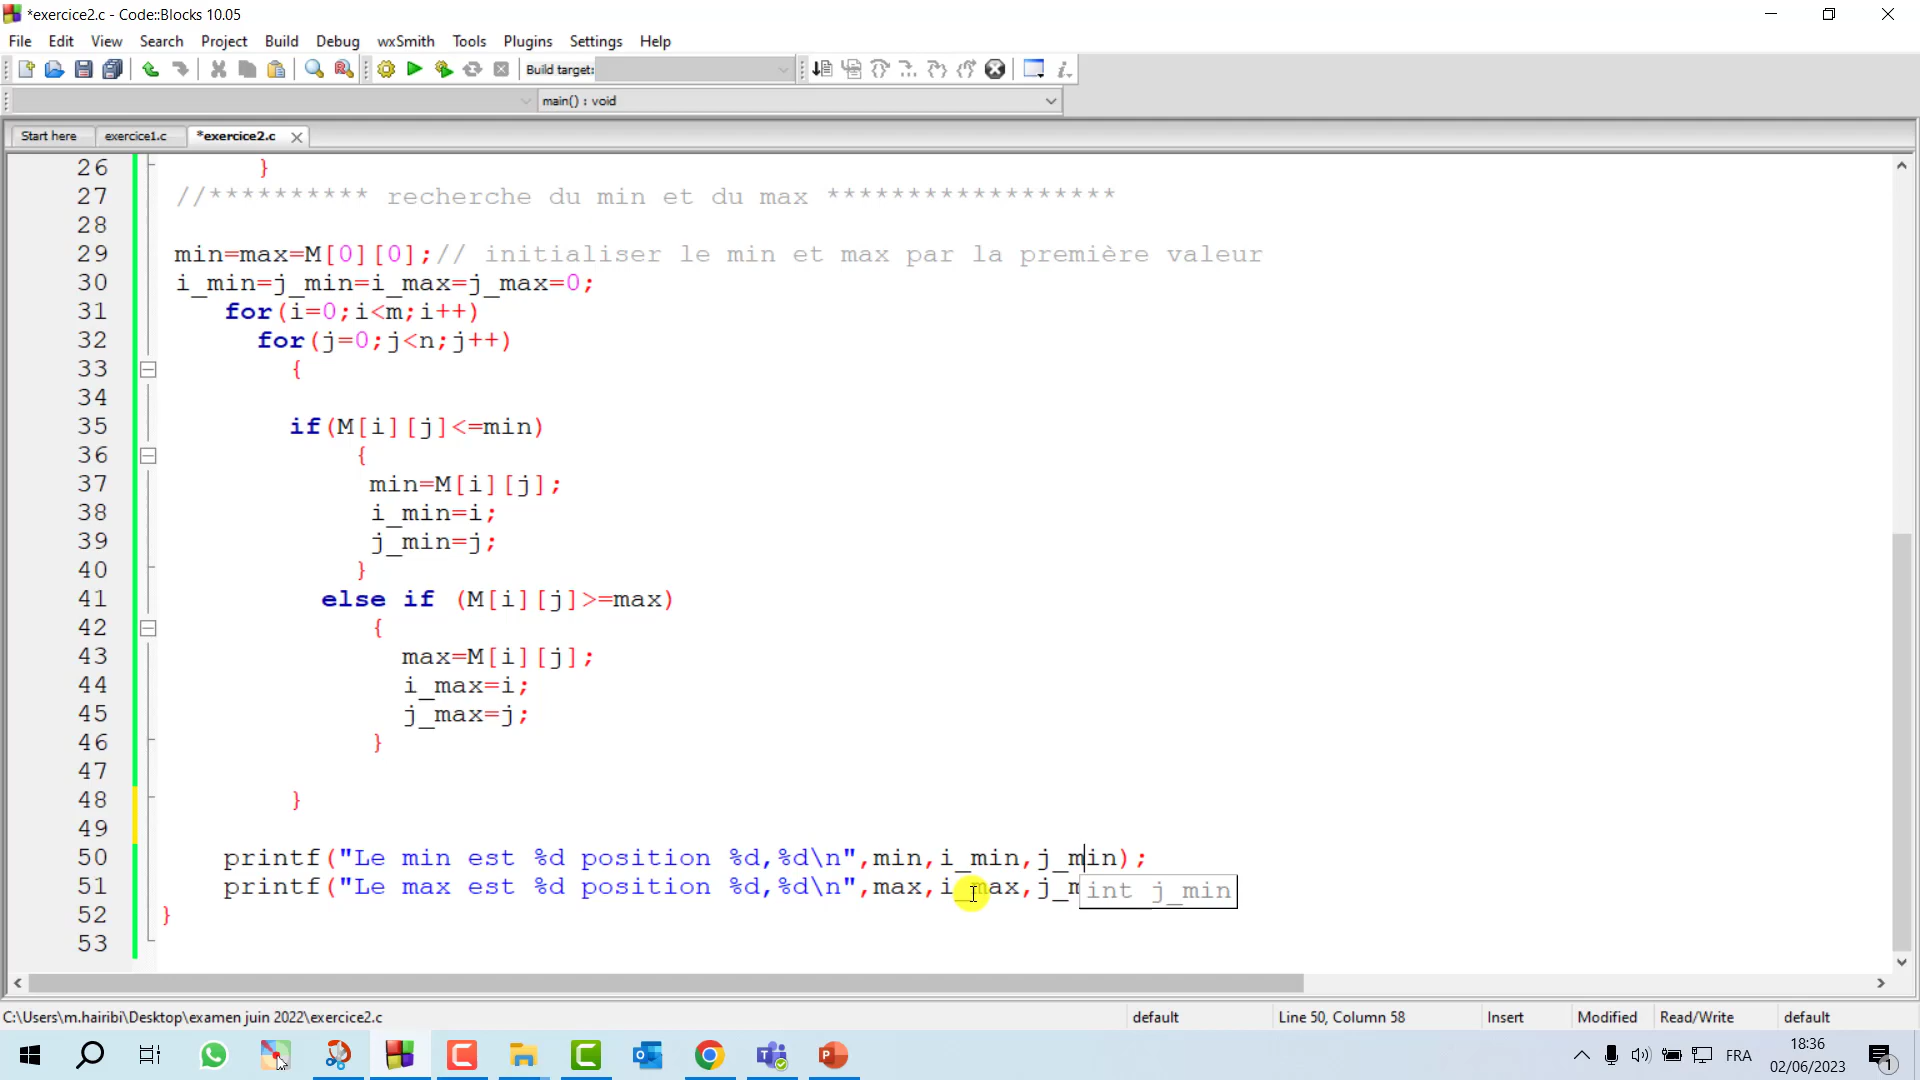 *exercice2.c - Code::Blocks 10.05
File Edit View Search Project Build Debug wxSmith Tools Plugins Settings Help
Build target:
main() : void
Start here exercice1.c *exercice2.c
26 }
27 //********** recherche du min et du max ******************
28
29 min=max=M[0][0];// initialiser le min et max par la première valeur
30 i_min=j_min=i_max=j_max=0;
31 for(i=0;i<m;i++)
32 for(j=0;j<n;j++)
33 {
34
35 if(M[i][j]<=min)
36 {
37 min=M[i][j];
38 i_min=i;
39 j_min=j;
40 }
41 else if (M[i][j]>=max)
42 {
43 max=M[i][j];
44 i_max=i;
45 j_max=j;
46 }
47
48 }
49
50 printf("Le min est %d position %d,%d\n",min,i_min,j_min);
51 printf("Le max est %d position %d,%d\n",max,i_max,j_m
int j_min
52 }
53
C:\Users\m.hairibi\Desktop\examen juin 2022\exercice2.c default Line 50, Column 58 Insert Modified Read/Write default
FRA 18:36
02/06/2023
1